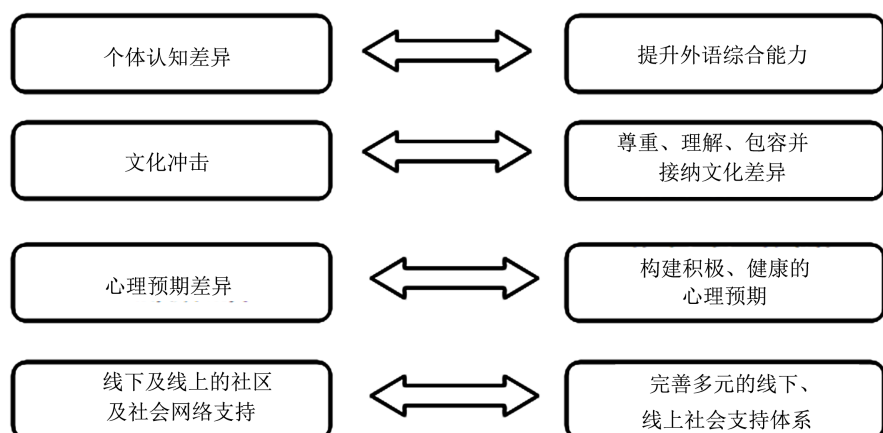 个体认知差异
提升外语综合能力
文化冲击
尊重、理解、包容并
接纳文化差异
心理预期差异
构建积极、健康的
心理预期
线下及线上的社区
及社会网络支持
完善多元的线下、
线上社会支持体系